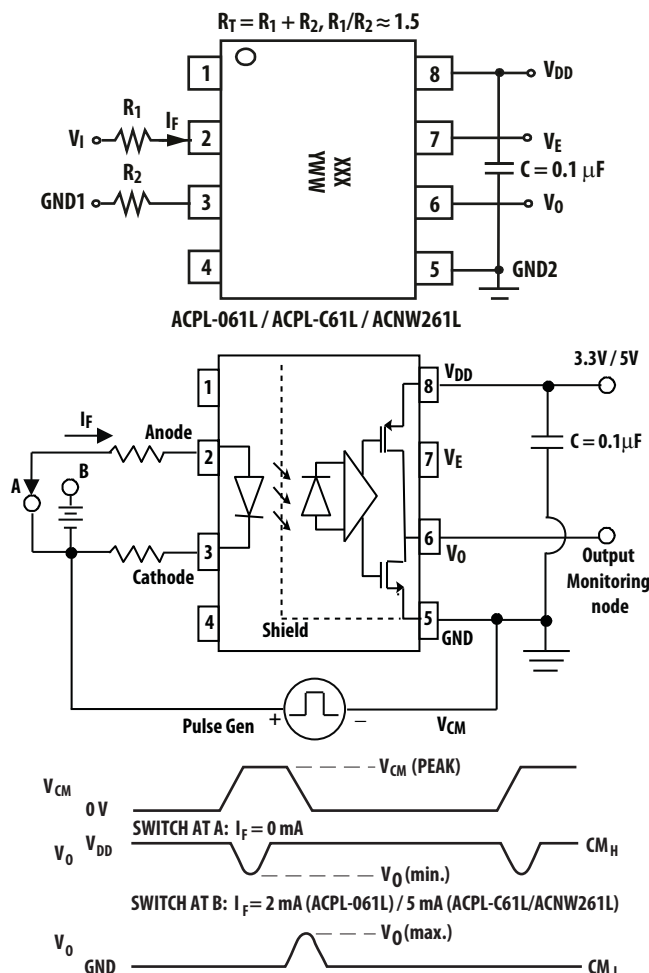 R_T = R_1 + R_2, R_1/R_2 ≈ 1.5
1
8
V_DD
R_1
I_F
V_I
2
7
V_E
XXX
YWW
C = 0.1 μF
R_2
GND1
3
6
V_O
4
5
GND2
ACPL-061L / ACPL-C61L / ACNW261L
3.3V / 5V
1
8
V_DD
I_F
Anode
C = 0.1μF
2
7
V_E
A
B
3
6
V_O
Cathode
Output
Monitoring
node
4
Shield
5
GND
Pulse Gen
+
−
V_CM
V_CM (PEAK)
V_CM
0 V
SWITCH AT A: I_F = 0 mA
V_O
V_DD
CM_H
V_O (min.)
SWITCH AT B: I_F = 2 mA (ACPL-061L) / 5 mA (ACPL-C61L/ACNW261L)
V_O
V_O (max.)
GND
CM_L